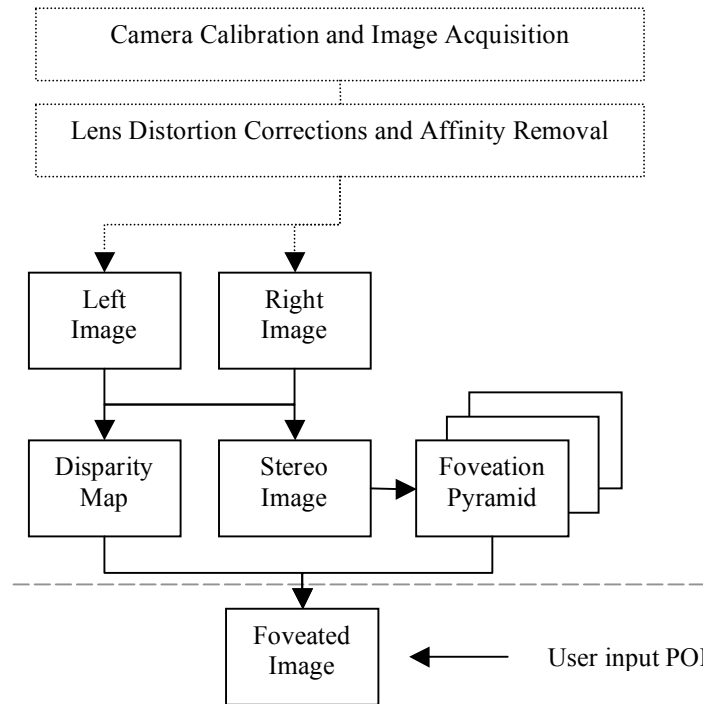 Camera Calibration and Image Acquisition
Lens Distortion Corrections and Affinity Removal
Left
Image
Right
Image
Disparity
Map
Stereo
Image
Foveation
Pyramid
Foveated
Image
User input POI